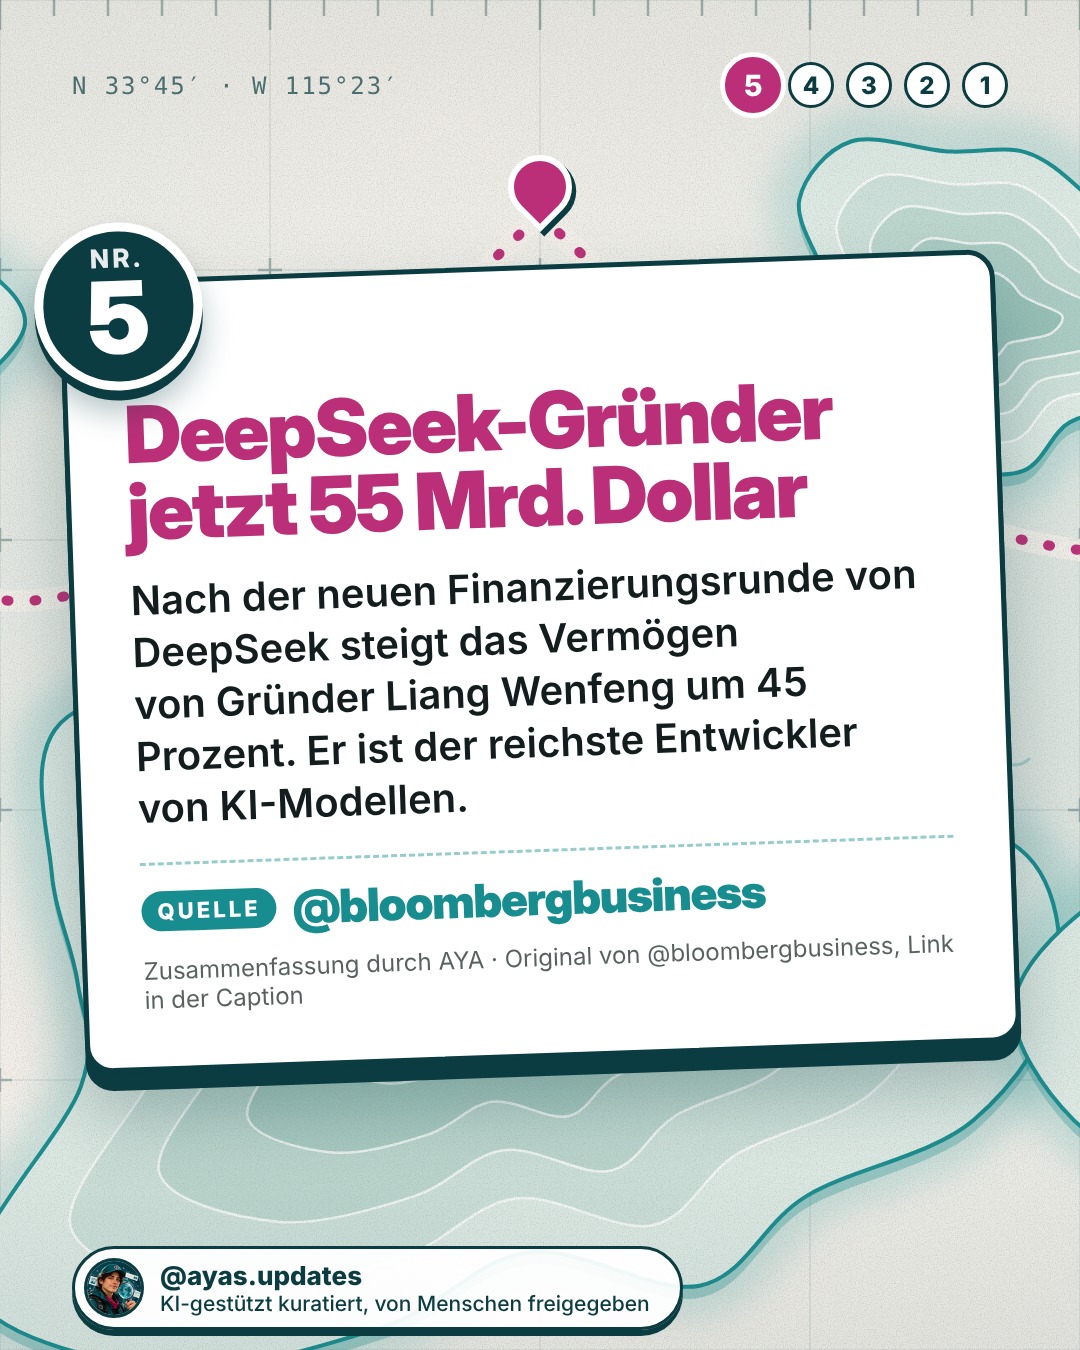 N 33°45′ · W 115°23′
5 4 3 2 1
NR.
5
DeepSeek-Gründer
jetzt 55 Mrd. Dollar
Nach der neuen Finanzierungsrunde von
DeepSeek steigt das Vermögen
von Gründer Liang Wenfeng um 45
Prozent. Er ist der reichste Entwickler
von KI-Modellen.
QUELLE @bloombergbusiness
Zusammenfassung durch AYA · Original von @bloombergbusiness, Link
in der Caption
@ayas.updates
KI-gestützt kuratiert, von Menschen freigegeben